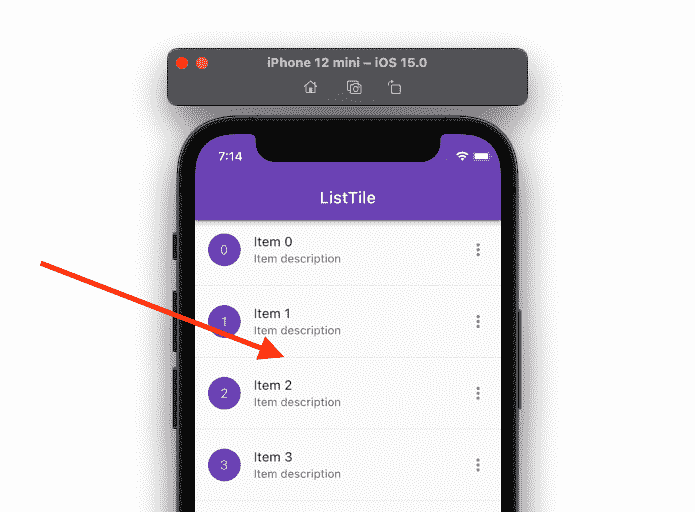 iPhone 12 mini – iOS 15.0
7:14
ListTile
0
Item 0
Item description
1
Item 1
Item description
2
Item 2
Item description
3
Item 3
Item description